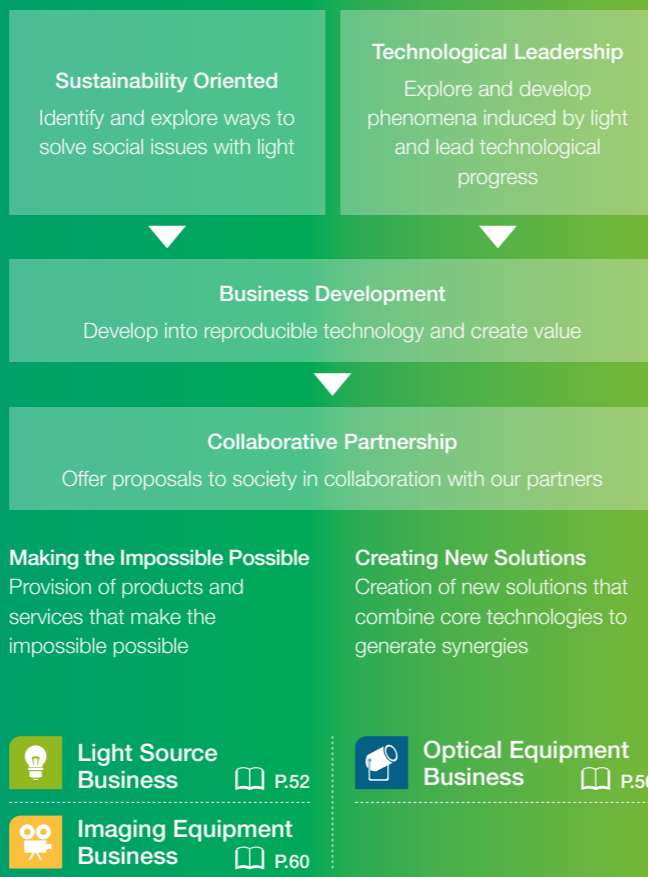 Sustainability Oriented
Identify and explore ways to
solve social issues with light
Technological Leadership
Explore and develop
phenomena induced by light
and lead technological
progress
Business Development
Develop into reproducible technology and create value
Collaborative Partnership
Offer proposals to society in collaboration with our partners
Making the Impossible Possible
Provision of products and
services that make the
impossible possible
Creating New Solutions
Creation of new solutions that
combine core technologies to
generate synergies
Light Source
Business P.52
Imaging Equipment
Business P.60
Optical Equipment
Business